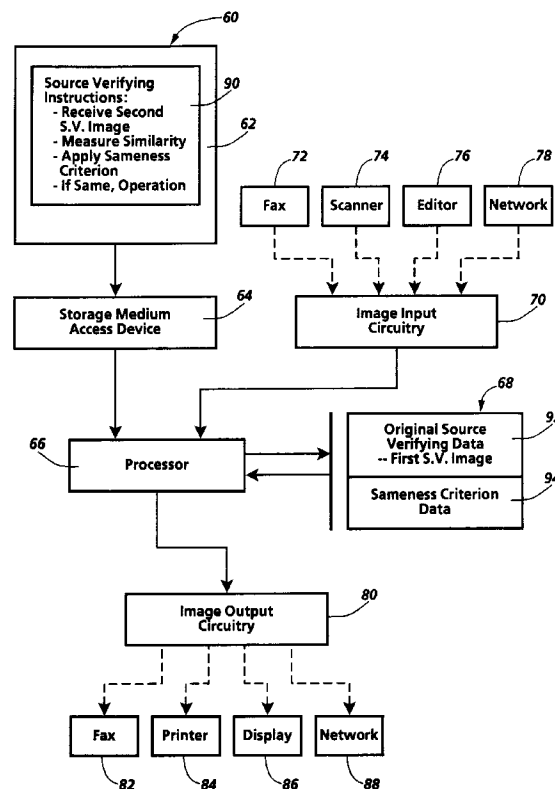 60
Source Verifying
Instructions:
- Receive Second
S.V. Image
- Measure Similarity
- Apply Sameness
Criterion
- If Same, Operation
90
62
72
74
76
78
Fax
Scanner
Editor
Network
Storage Medium
Access Device
64
Image Input
Circuitry
70
68
66
Processor
Original Source
Verifying Data
-- First S.V. Image
Sameness Criterion
Data
94
Image Output
Circuitry
80
Fax
Printer
Display
Network
82
84
86
88